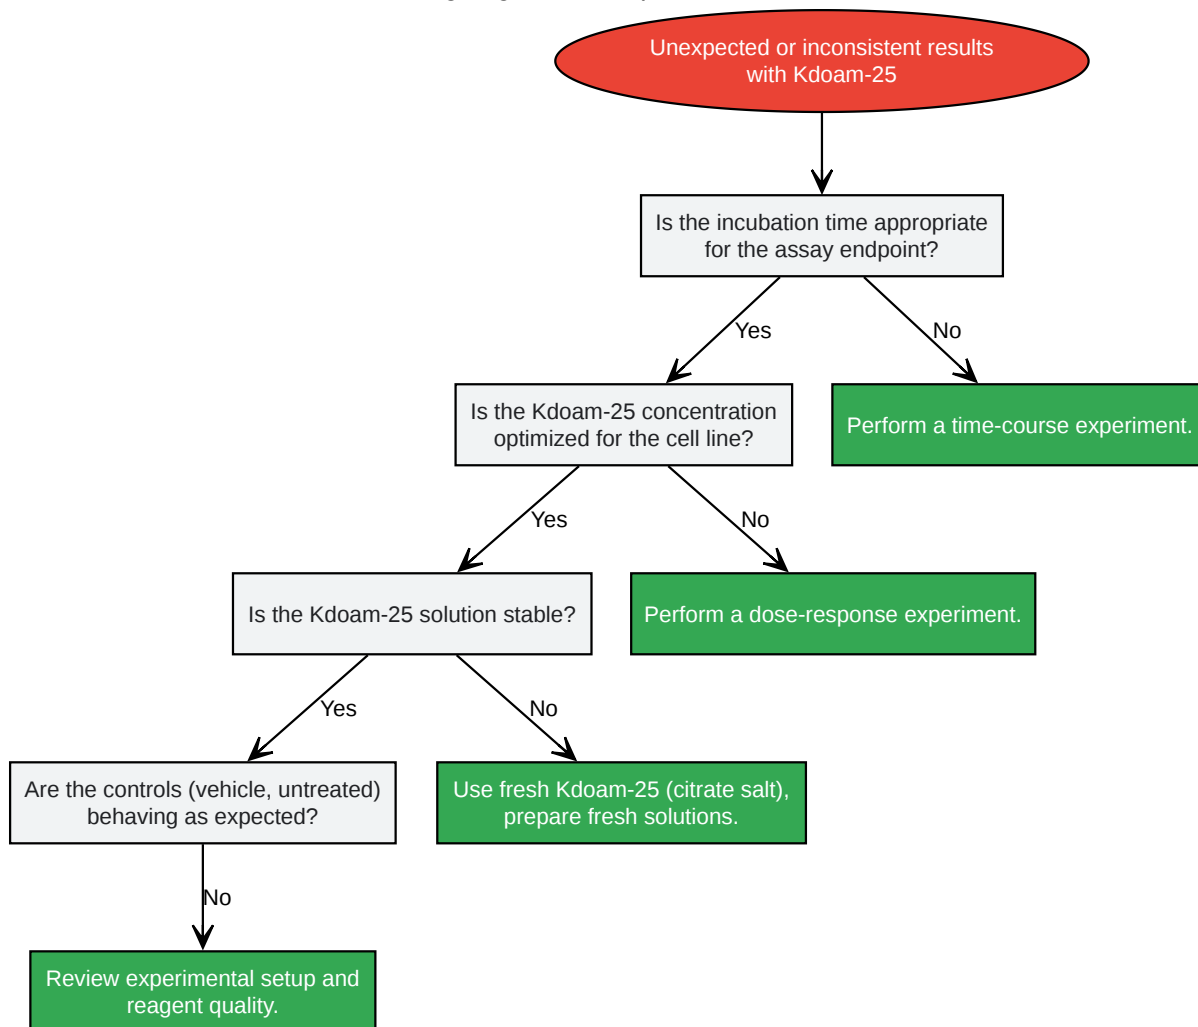 Unexpected or inconsistent results
with Kdoam-25
Is the incubation time appropriate
for the assay endpoint?
Yes
No
Is the Kdoam-25 concentration
optimized for the cell line?
Perform a time-course experiment.
Yes
No
Is the Kdoam-25 solution stable?
Perform a dose-response experiment.
Yes
No
Are the controls (vehicle, untreated)
behaving as expected?
Use fresh Kdoam-25 (citrate salt),
prepare fresh solutions.
No
Review experimental setup and
reagent quality.